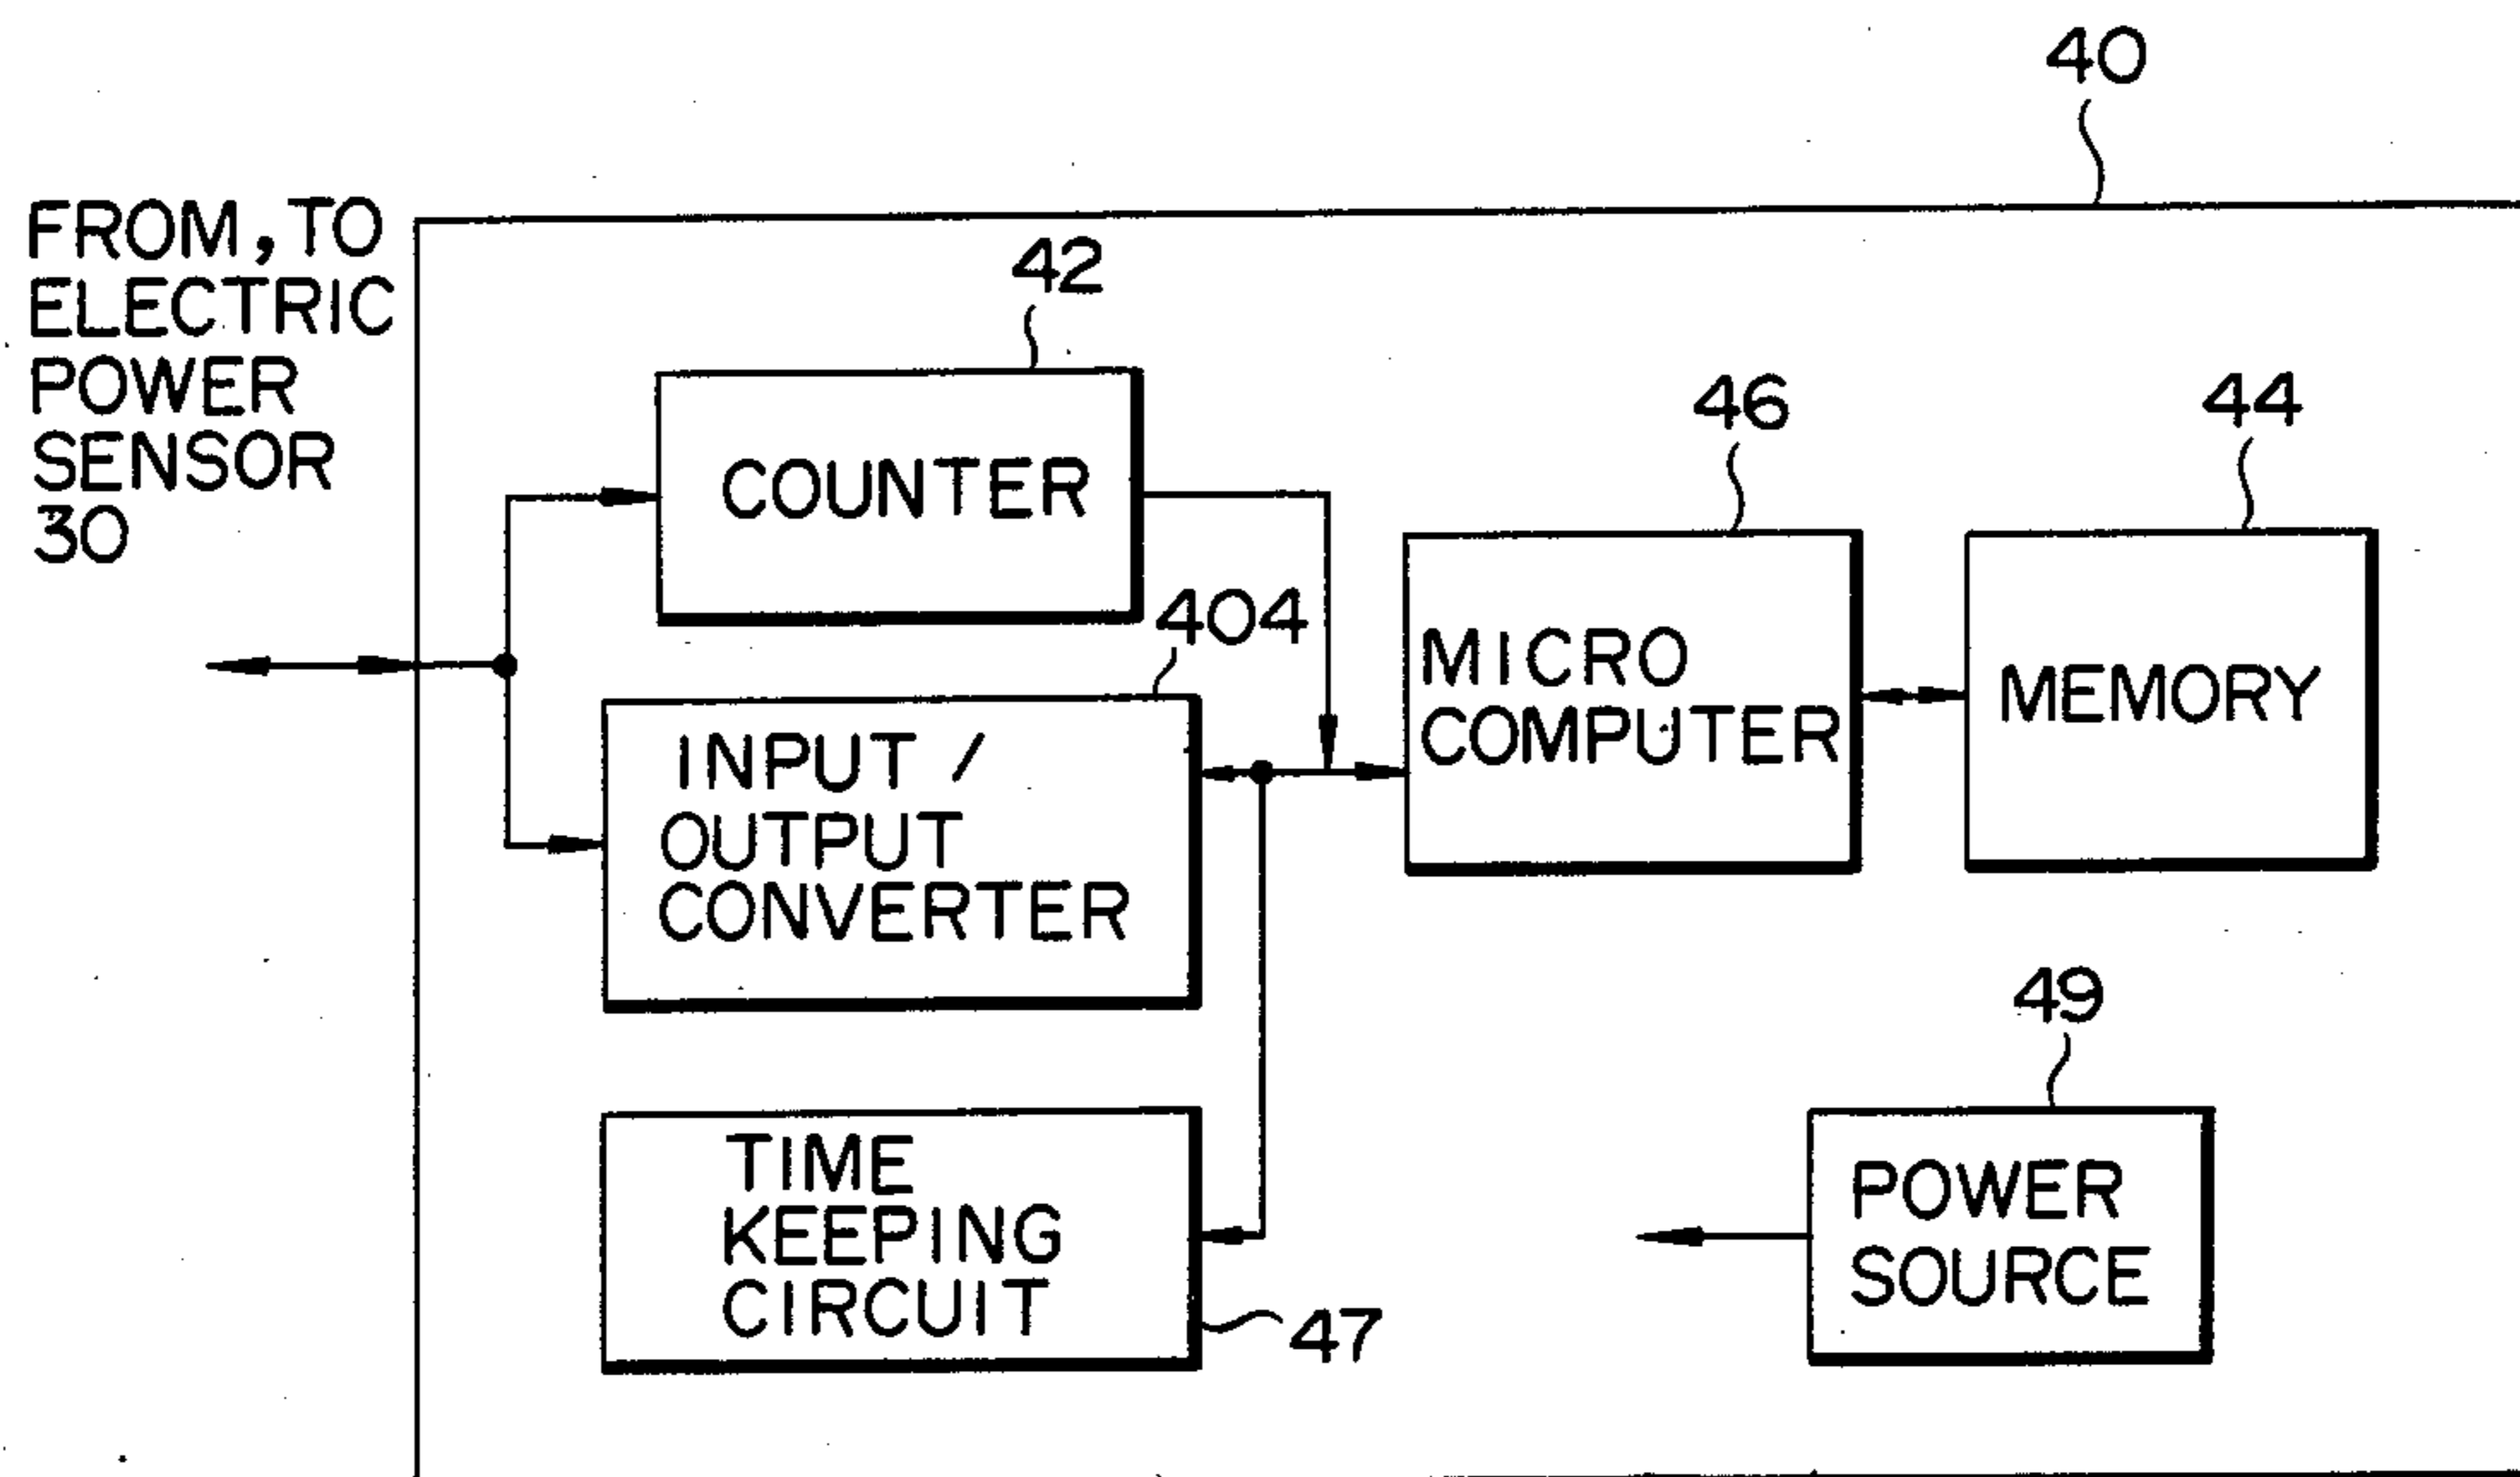 40
FROM, TO
ELECTRIC
POWER
SENSOR
30
42
COUNTER
46
44
404
MICRO
COMPUTER
MEMORY
INPUT /
OUTPUT
CONVERTER
49
TIME
KEEPING
CIRCUIT
47
POWER
SOURCE